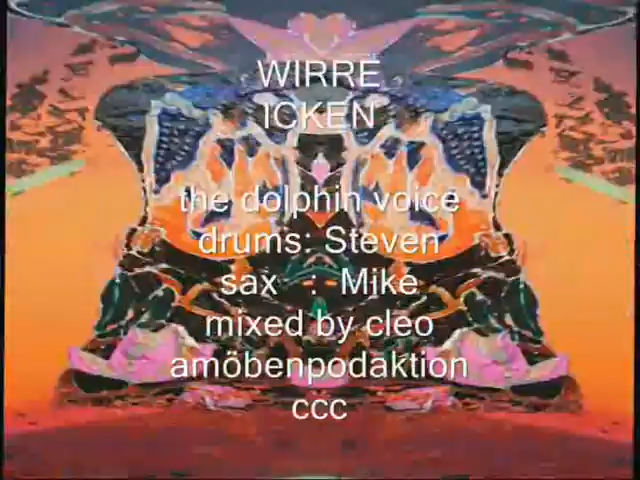 WIRRE
ICKEN
the dolphin voice
drums: Steven
sax : Mike
mixed by cleo
amöbenpodaktion
ccc